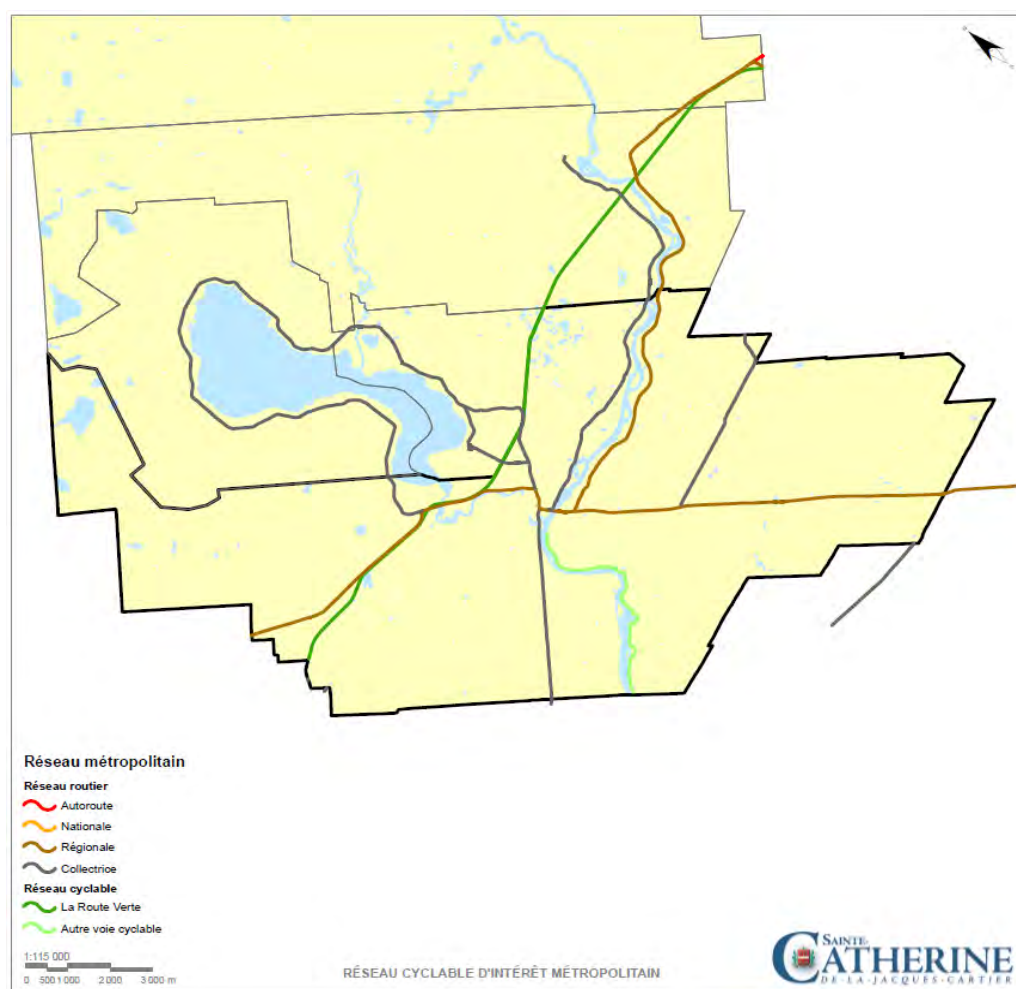 Réseau métropolitain
Réseau routier
Autoroute
Nationale
Régionale
Collectrice
Réseau cyclable
La Route Verte
Autre voie cyclable
1:115 000
0 500 1 000 2 000 3 000 m
RÉSEAU CYCLABLE D'INTÉRÊT MÉTROPOLITAIN
SAINTE-
CATHERINE
DE-LA-JACQUES-CARTIER